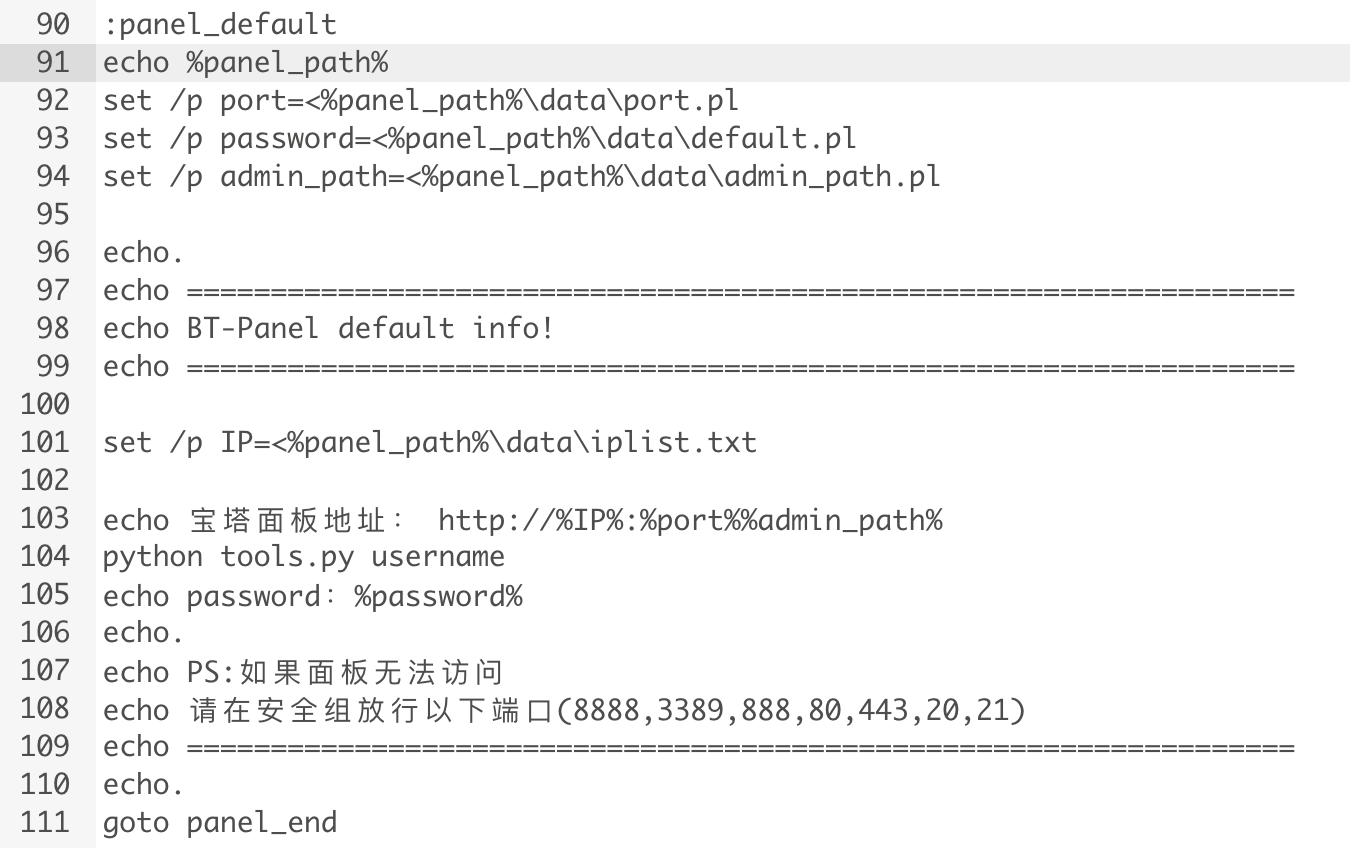 90 :panel_default
91 echo %panel_path%
92 set /p port=<%panel_path%\data\port.pl
93 set /p password=<%panel_path%\data\default.pl
94 set /p admin_path=<%panel_path%\data\admin_path.pl
95
96 echo.
97 echo ==================================================================
98 echo BT-Panel default info!
99 echo ==================================================================
100
101 set /p IP=<%panel_path%\data\iplist.txt
102
103 echo 宝塔面板地址： http://%IP%:%port%%admin_path%
104 python tools.py username
105 echo password：%password%
106 echo.
107 echo PS:如果面板无法访问
108 echo 请在安全组放行以下端口(8888,3389,888,80,443,20,21)
109 echo ==================================================================
110 echo.
111 goto panel_end